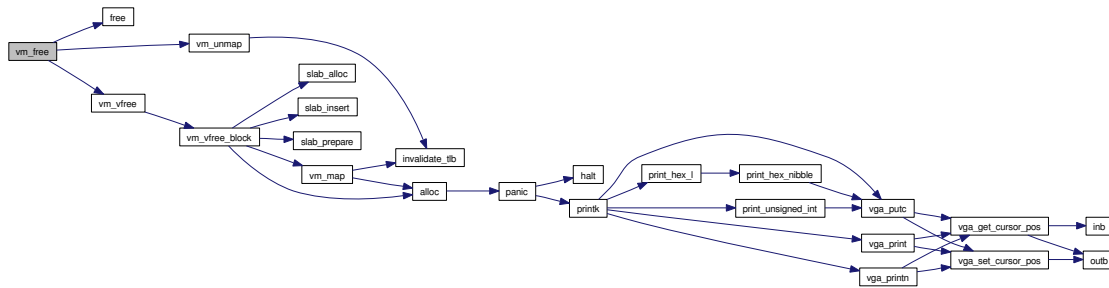 free
vm_free
vm_unmap
vm_vfree
slab_alloc
slab_insert
vm_vfree_block
slab_prepare
invalidate_tlb
vm_map
alloc
panic
halt
printk
print_hex_l
print_hex_nibble
print_unsigned_int
vga_putc
vga_print
vga_printn
vga_get_cursor_pos
vga_set_cursor_pos
inb
outb